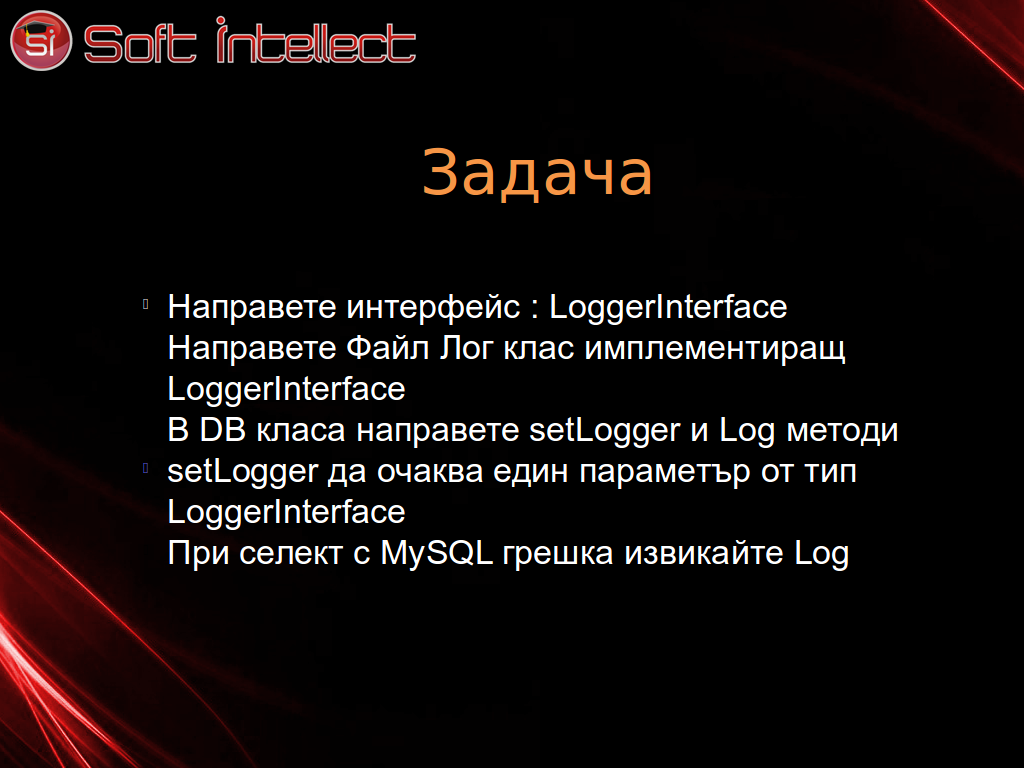 Si Soft Intellect
Задача
Направете интерфейс : LoggerInterface
Направете Файл Лог клас имплементиращ
LoggerInterface
В DB класа направете setLogger и Log методи
setLogger да очаква един параметър от тип
LoggerInterface
При селект с MySQL грешка извикайте Log